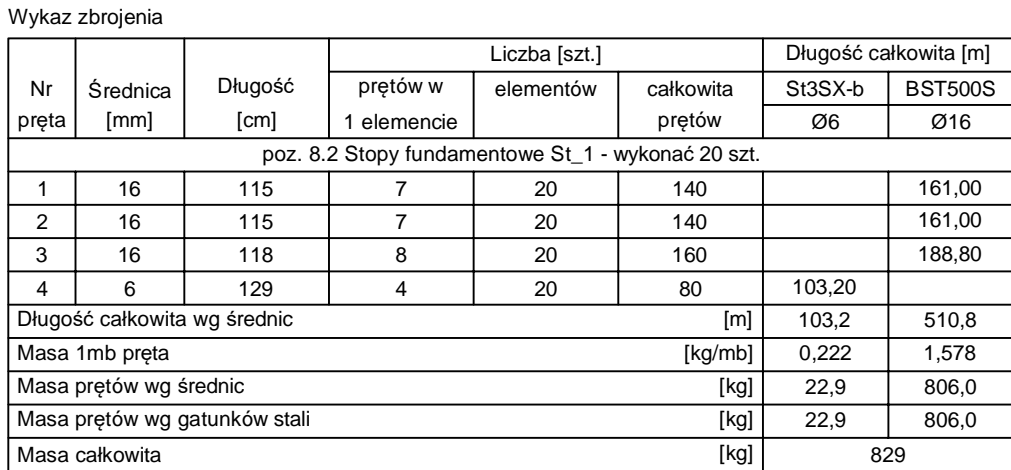 Wykaz zbrojenia
Nr pręta Średnica [mm] Długość [cm] Liczba [szt.] Długość całkowita [m]
prętów w 1 elemencie elementów całkowita prętów St3SX-b BST500S
Ø6 Ø16
poz. 8.2 Stopy fundamentowe St_1 - wykonać 20 szt.
1 16 115 7 20 140 161,00
2 16 115 7 20 140 161,00
3 16 118 8 20 160 188,80
4 6 129 4 20 80 103,20
Długość całkowita wg średnic [m] 103,2 510,8
Masa 1mb pręta [kg/mb] 0,222 1,578
Masa prętów wg średnic [kg] 22,9 806,0
Masa prętów wg gatunków stali [kg] 22,9 806,0
Masa całkowita [kg] 829